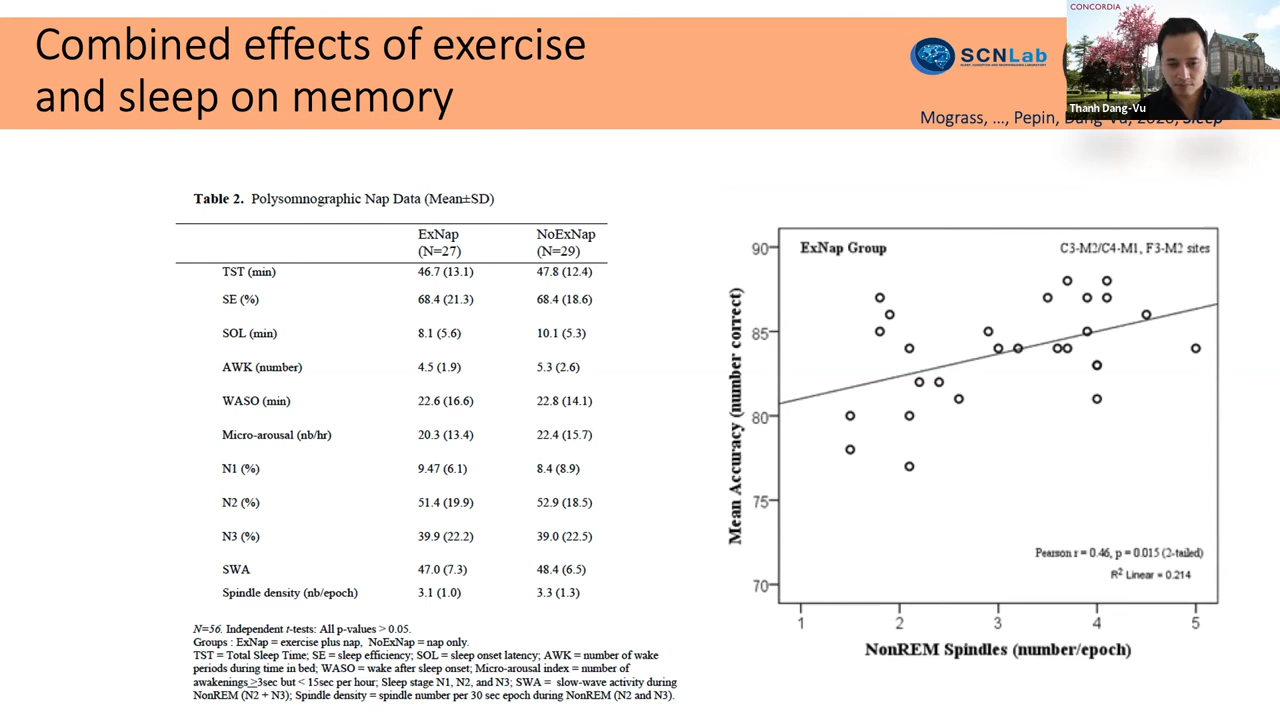 Combined effects of exercise
and sleep on memory
SCNLab
CONCORDIA
Thanh Dang-Vu
Mograss, ..., Pepin, Dang-Vu, 2020, Sleep
Table 2. Polysomnographic Nap Data (Mean±SD)
ExNap NoExNap
(N=27) (N=29)
TST (min) 46.7 (13.1) 47.8 (12.4)
SE (%) 68.4 (21.3) 68.4 (18.6)
SOL (min) 8.1 (5.6) 10.1 (5.3)
AWK (number) 4.5 (1.9) 5.3 (2.6)
WASO (min) 22.6 (16.6) 22.8 (14.1)
Micro-arousal (nb/hr) 20.3 (13.4) 22.4 (15.7)
N1 (%) 9.47 (6.1) 8.4 (8.9)
N2 (%) 51.4 (19.9) 52.9 (18.5)
N3 (%) 39.9 (22.2) 39.0 (22.5)
SWA 47.0 (7.3) 48.4 (6.5)
Spindle density (nb/epoch) 3.1 (1.0) 3.3 (1.3)
N=56. Independent t-tests: All p-values > 0.05.
Groups : ExNap = exercise plus nap, NoExNap = nap only.
TST = Total Sleep Time; SE = sleep efficiency; SOL = sleep onset latency; AWK = number of wake
periods during time in bed; WASO = wake after sleep onset; Micro-arousal index = number of
awakenings ≥3sec but < 15sec per hour; Sleep stage N1, N2, and N3; SWA = slow-wave activity during
NonREM (N2 + N3); Spindle density = spindle number per 30 sec epoch during NonREM (N2 and N3).
ExNap Group
C3-M2/C4-M1, F3-M2 sites
Mean Accuracy (number correct)
90
85
80
75
70
Pearson r = 0.46, p = 0.015 (2-tailed)
R2 Linear = 0.214
1 2 3 4 5
NonREM Spindles (number/epoch)